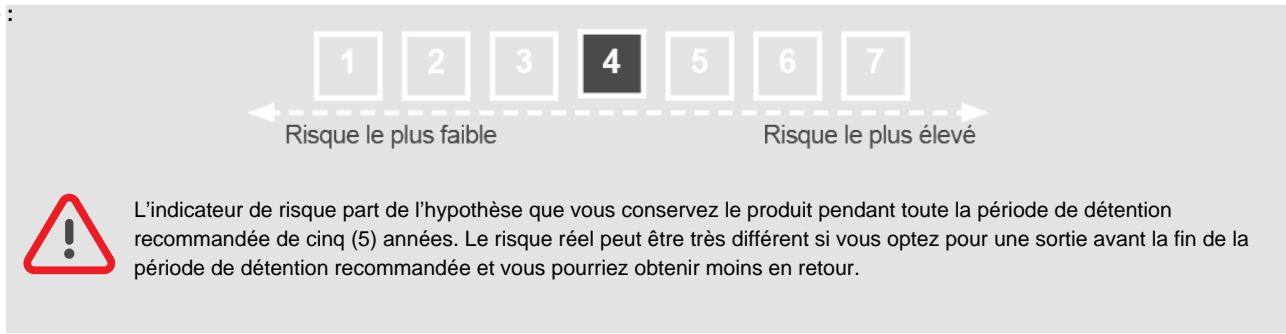 :
1 2 3 4 5 6 7
Risque le plus faible Risque le plus élevé
L'indicateur de risque part de l'hypothèse que vous conservez le produit pendant toute la période de détention
recommandée de cinq (5) années. Le risque réel peut être très différent si vous optez pour une sortie avant la fin de la
période de détention recommandée et vous pourriez obtenir moins en retour.